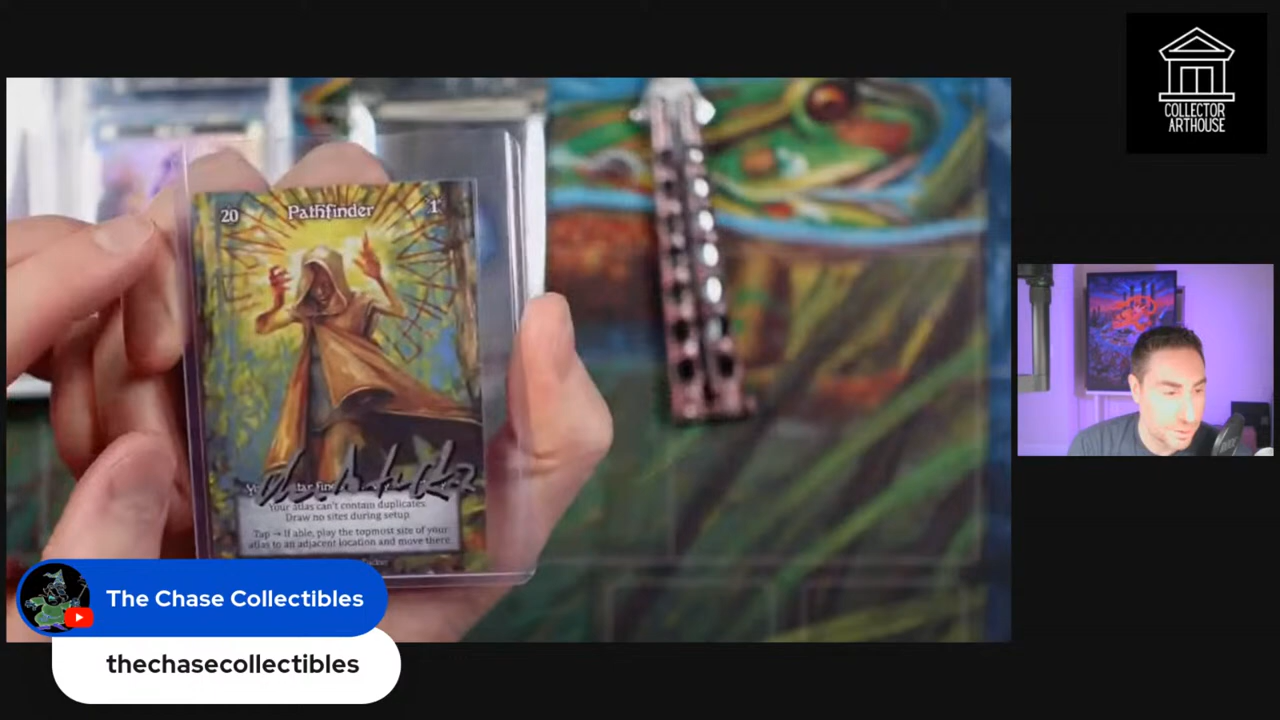 COLLECTOR
ARTHOUSE
20 Pathfinder 1
Your atlas can't contain duplicates.
Draw no sites during setup.
Tap → If able, play the topmost site of your
atlas to an adjacent location and move there.
The Chase Collectibles
thechasecollectibles